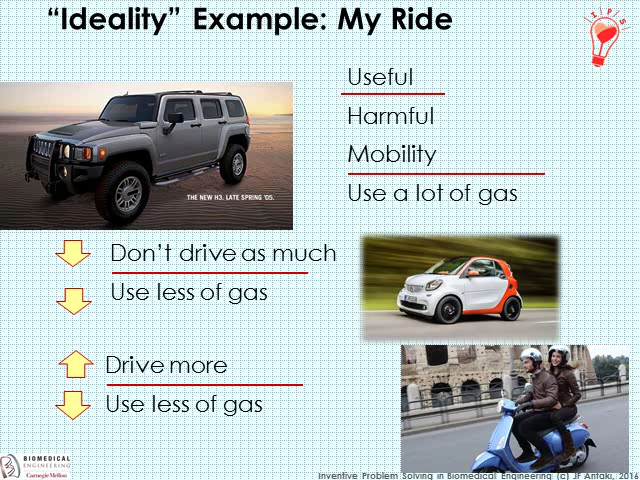 “Ideality” Example: My Ride
I P S
Useful
Harmful
Mobility
Use a lot of gas
THE NEW H3. LATE SPRING '05.
Don’t drive as much
Use less of gas
Drive more
Use less of gas
BIOMEDICAL
ENGINEERING
Carnegie Mellon
Inventive Problem Solving in Biomedical Engineering (c) JF Antaki, 2016